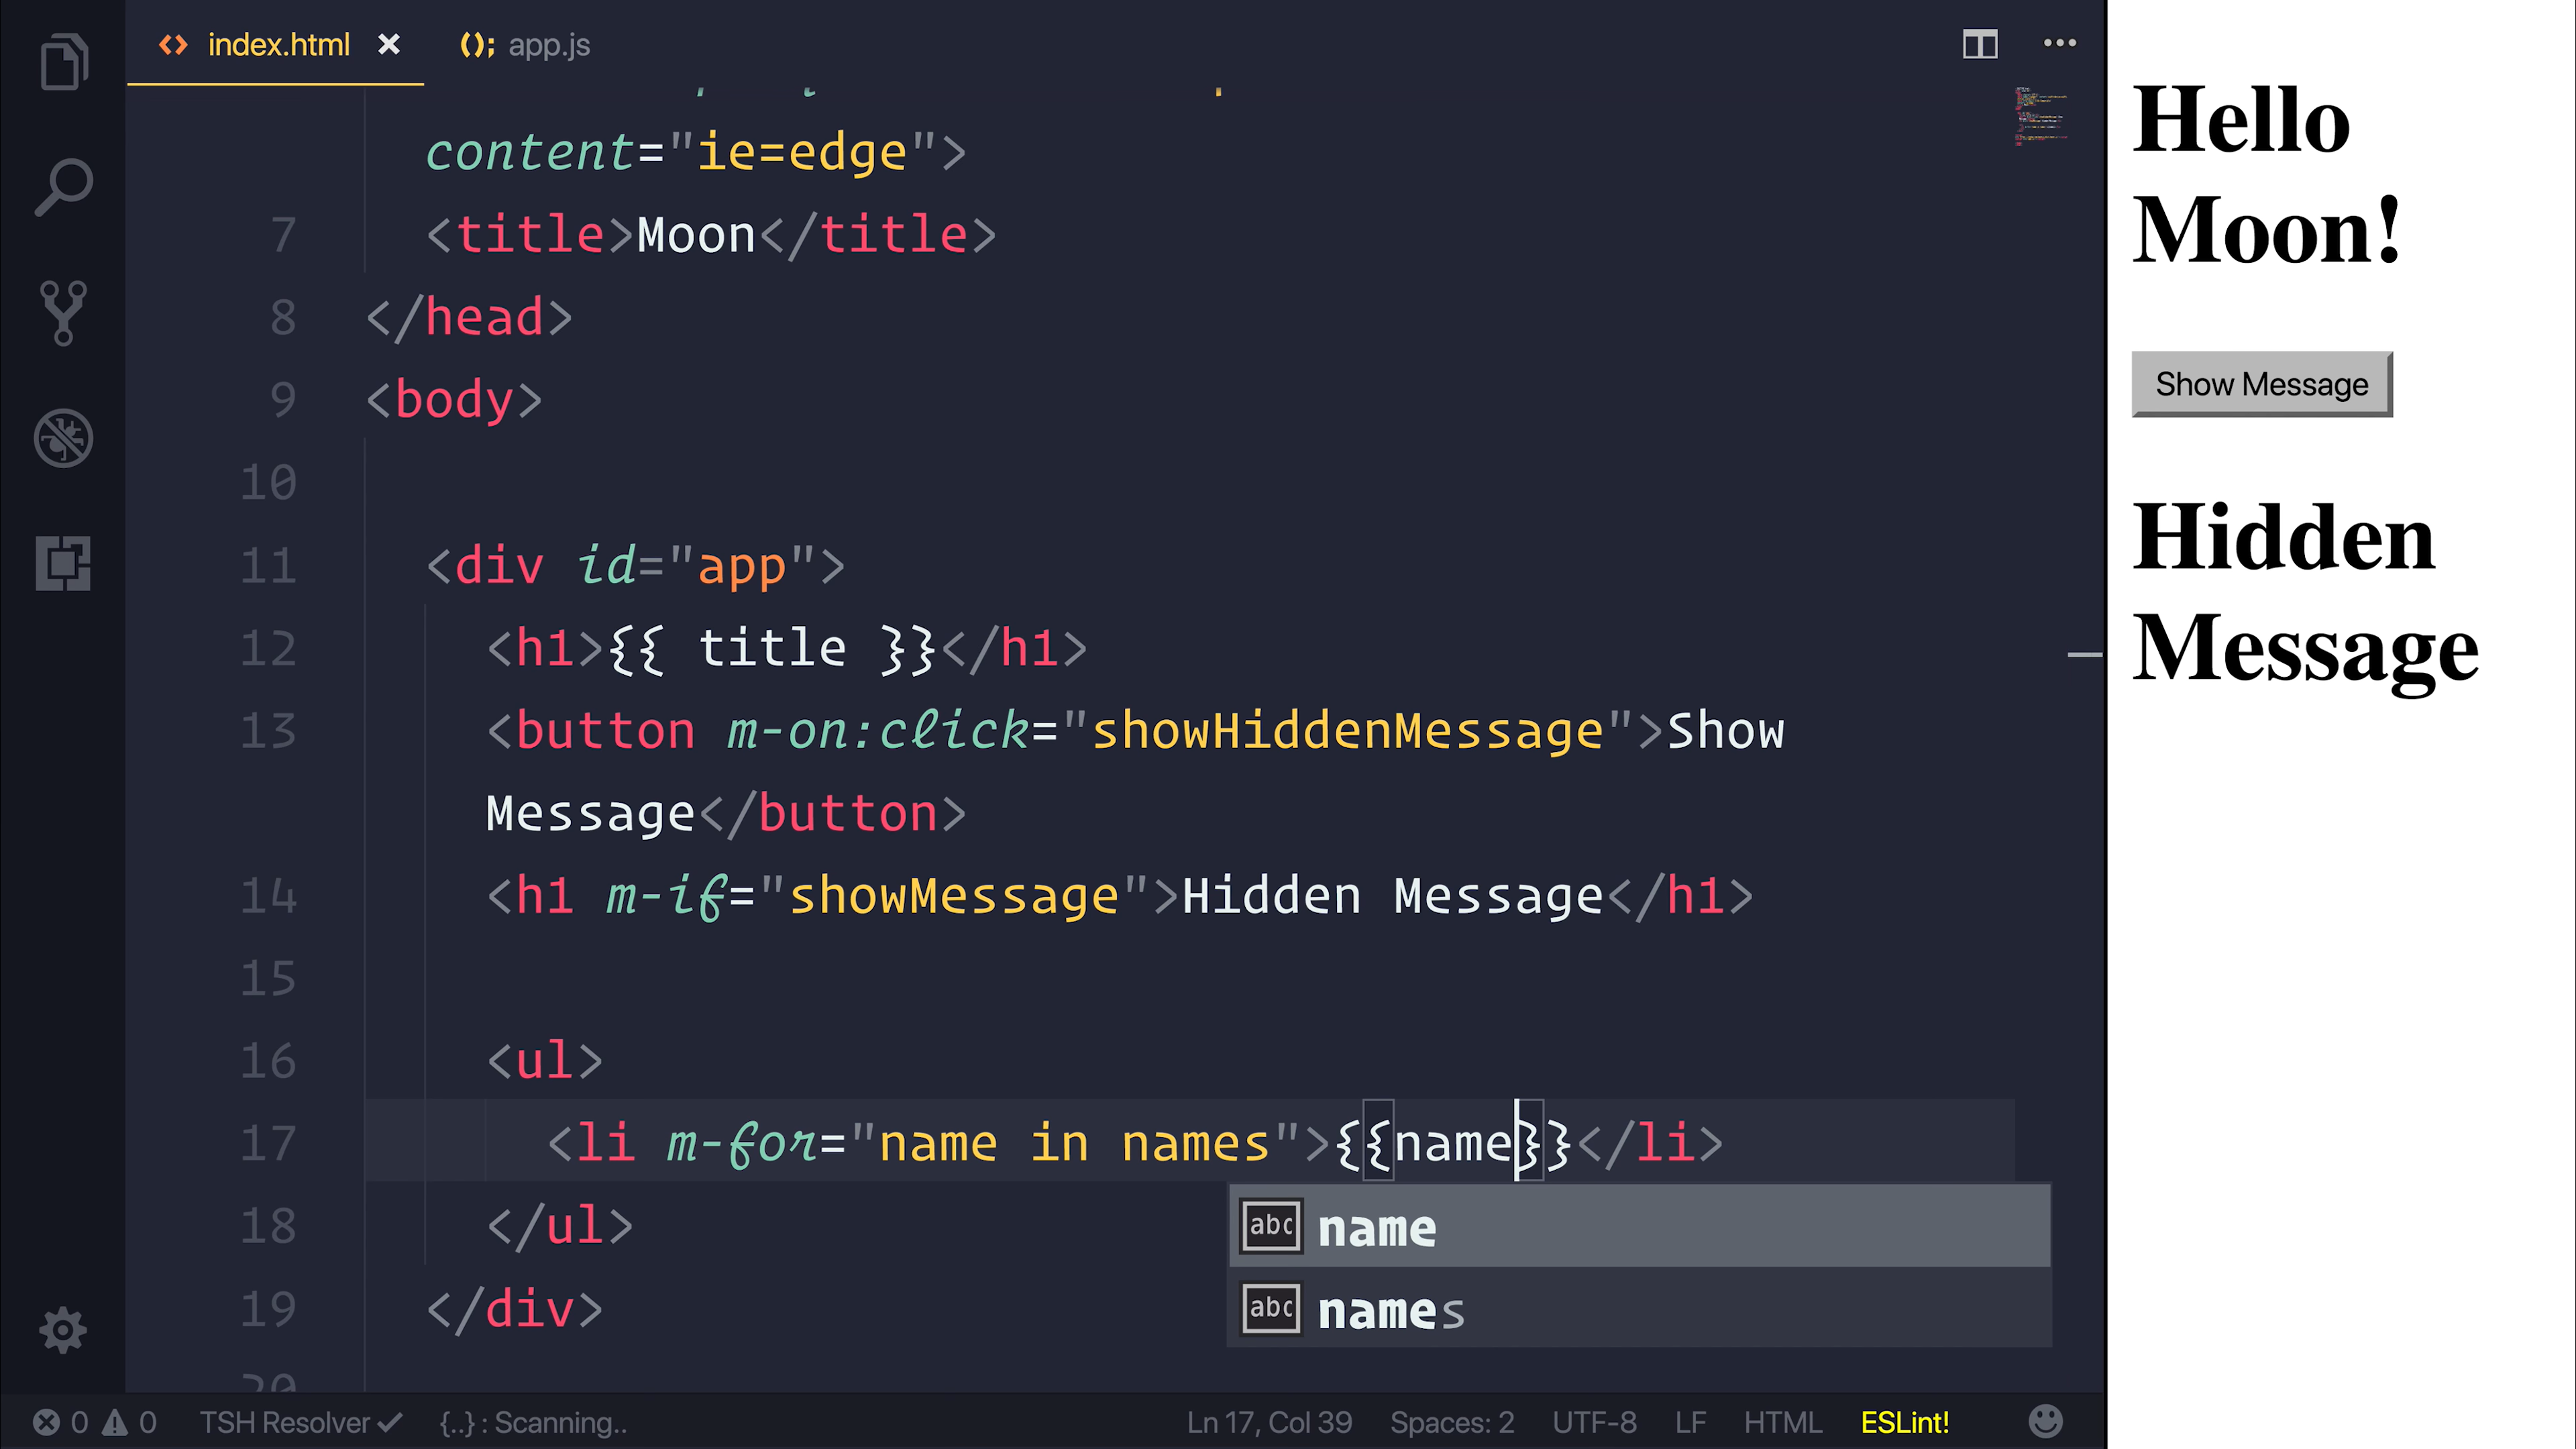 index.html
app.js
content="ie=edge">
7 <title>Moon</title>
8 </head>
9 <body>
10
11 <div id="app">
12 <h1>{{ title }}</h1>
13 <button m-on:click="showHiddenMessage">Show
Message</button>
14 <h1 m-if="showMessage">Hidden Message</h1>
15
16 <ul>
17 <li m-for="name in names">{{name}}</li>
abc name
18 </ul>
abc names
19 </div>
20
0 0 TSH Resolver {..} : Scanning.. Ln 17, Col 39 Spaces: 2 UTF-8 LF HTML ESLint!
Hello
Moon!
Show Message
Hidden
Message